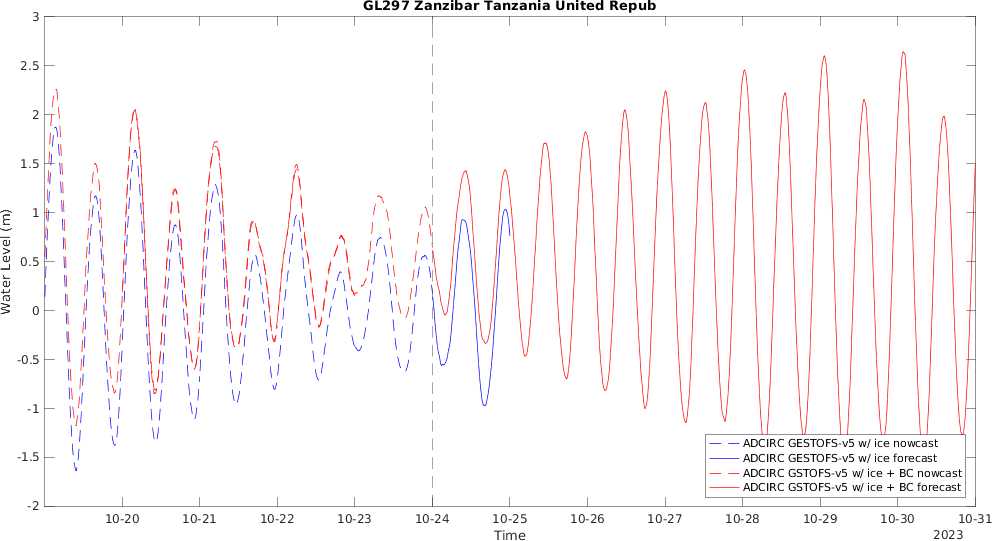 GL297 Zanzibar Tanzania United Repub
3
2.5
2
1.5
1
0.5
0
-0.5
-1
-1.5
-2
Water Level (m)
ADCIRC GESTOFS-v5 w/ ice nowcast
ADCIRC GESTOFS-v5 w/ ice forecast
ADCIRC GSTOFS-v5 w/ ice + BC nowcast
ADCIRC GSTOFS-v5 w/ ice + BC forecast
10-20 10-21 10-22 10-23 10-24 10-25 10-26 10-27 10-28 10-29 10-30 10-31
Time
2023